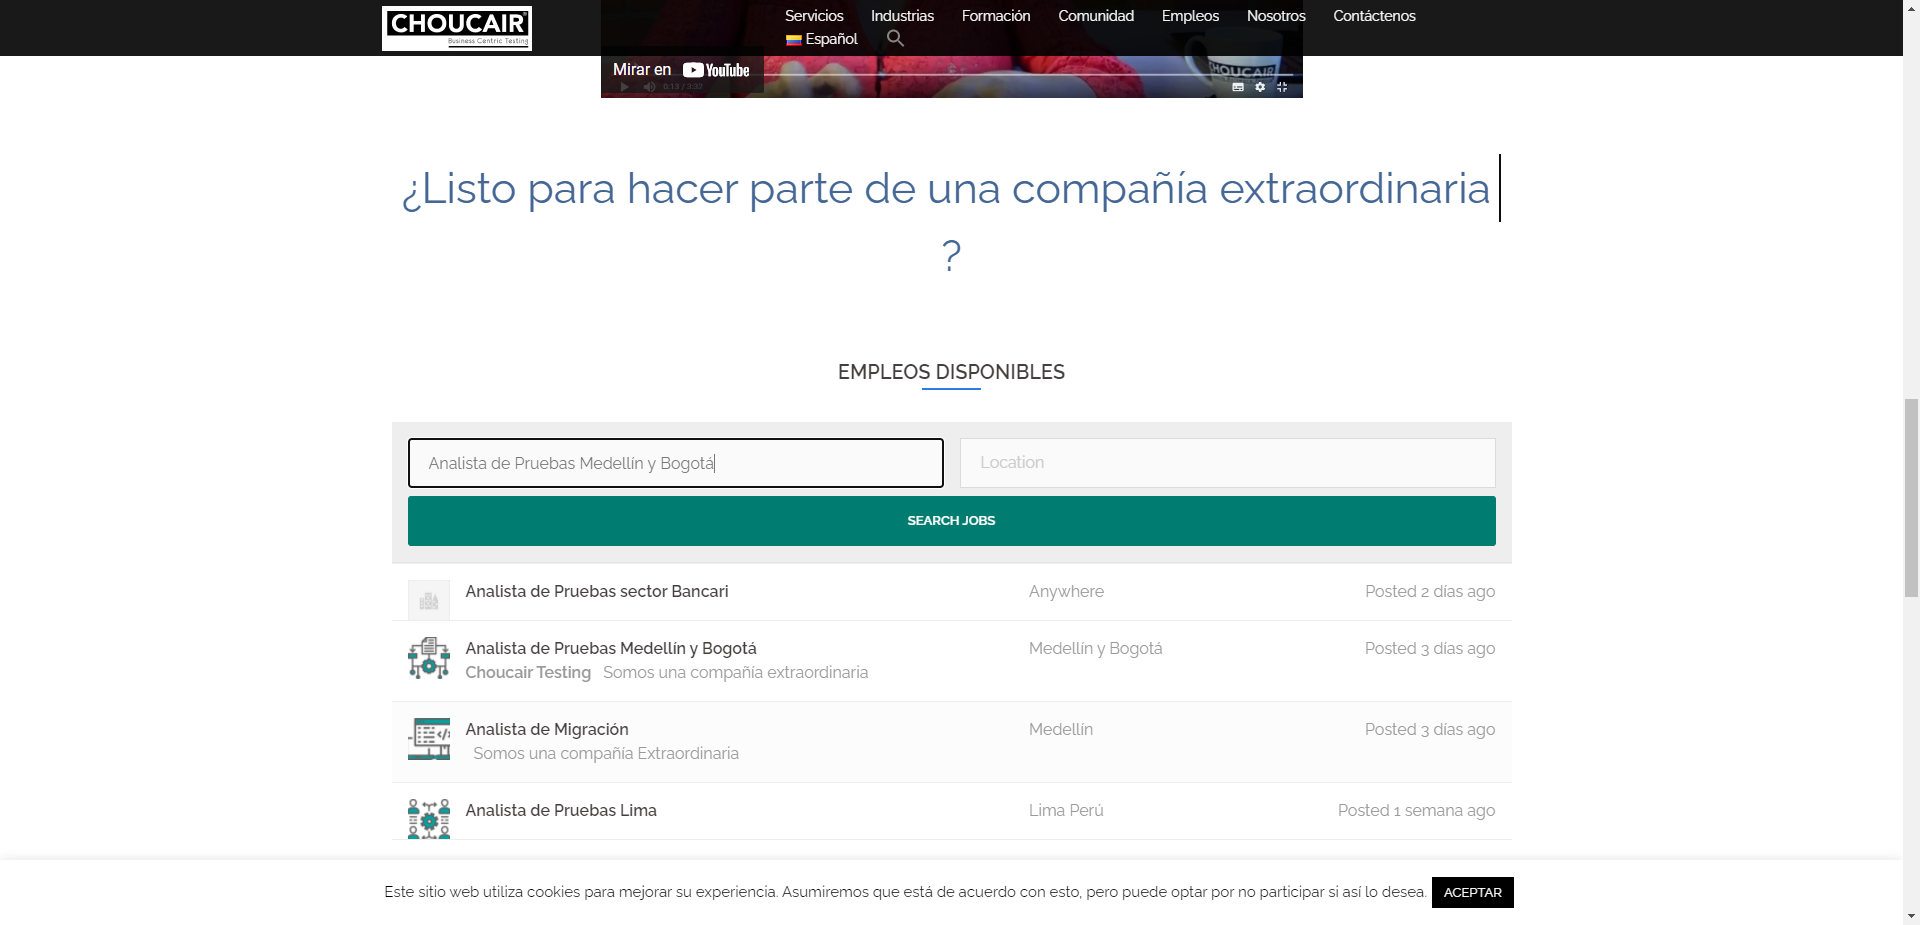 CHOUCAIR
Business Centric Testing
Servicios Industrias Formación Comunidad Empleos Nosotros Contáctenos
Español
Mirar en YouTube
CHOUCAIR
0:13 / 3:32
¿Listo para hacer parte de una compañía extraordinaria
?
EMPLEOS DISPONIBLES
Analista de Pruebas Medellín y Bogotá Location
SEARCH JOBS
Analista de Pruebas sector Bancari Anywhere Posted 2 días ago
Analista de Pruebas Medellín y Bogotá Medellín y Bogotá Posted 3 días ago
Choucair Testing Somos una compañía extraordinaria
Analista de Migración Medellín Posted 3 días ago
Somos una compañía Extraordinaria
Analista de Pruebas Lima Lima Perú Posted 1 semana ago
Este sitio web utiliza cookies para mejorar su experiencia. Asumiremos que está de acuerdo con esto, pero puede optar por no participar si así lo desea. ACEPTAR